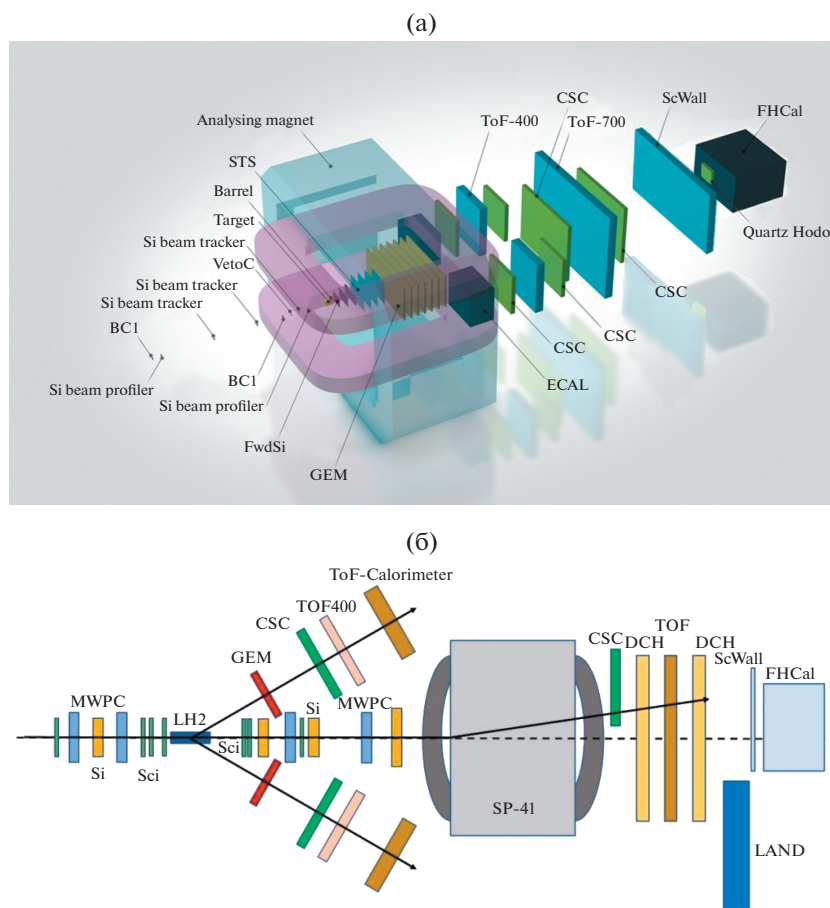 (а)
CSC
ScWall
ToF-400
ToF-700
FHCal
Analysing magnet
STS
Barrel
Target
Si beam tracker
VetoC
Si beam tracker
Si beam tracker
BC1
Si beam profiler
BC1
Si beam profiler
FwdSi
GEM
ECAL
CSC
CSC
CSC
Quartz Hodo
(б)
ToF-Calorimeter
TOF400
CSC
GEM
MWPC
LH2
Si
Sci
Sci
Si
MWPC
SP-41
CSC
DCH
TOF
DCH
ScWall
FHCal
LAND